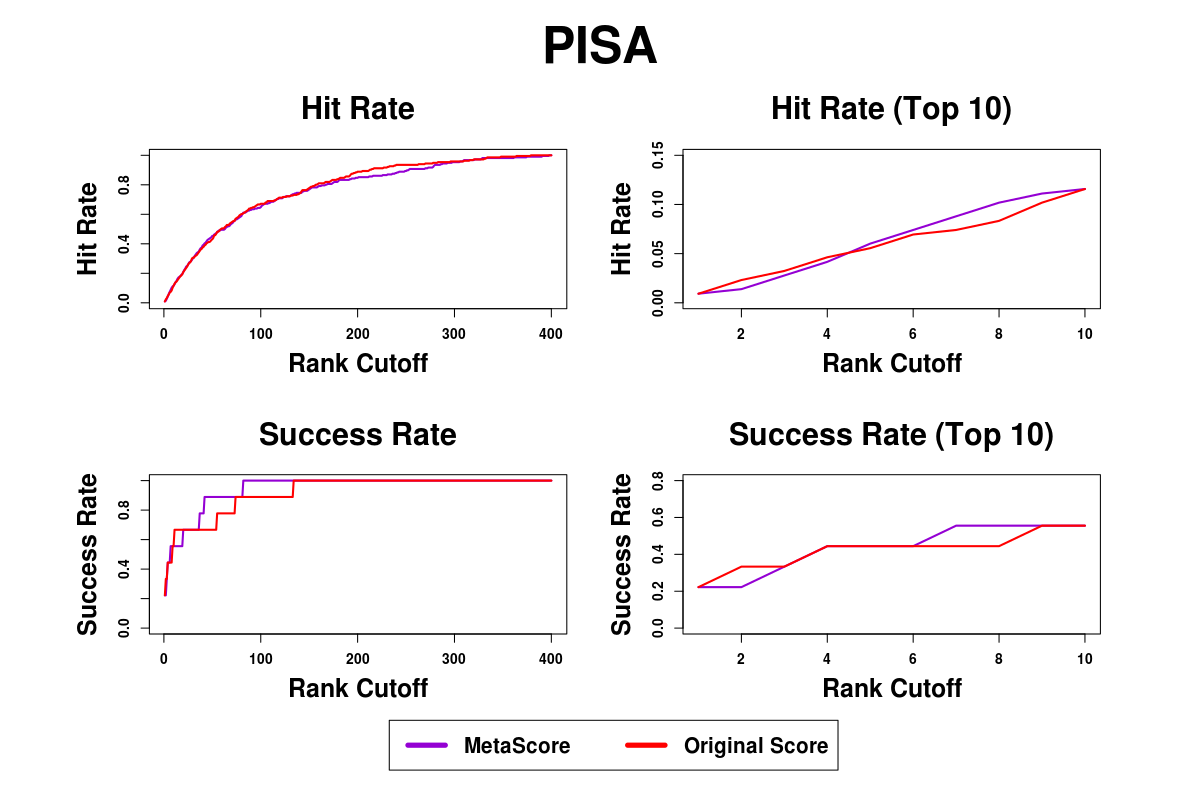 PISA
Hit Rate
Hit Rate
0.0 0.4 0.8
0 100 200 300 400
Rank Cutoff
Hit Rate (Top 10)
Hit Rate
0.00 0.05 0.10 0.15
2 4 6 8 10
Rank Cutoff
Success Rate
Success Rate
0.0 0.4 0.8
0 100 200 300 400
Rank Cutoff
Success Rate (Top 10)
Success Rate
0.0 0.2 0.4 0.6 0.8
2 4 6 8 10
Rank Cutoff
MetaScore Original Score